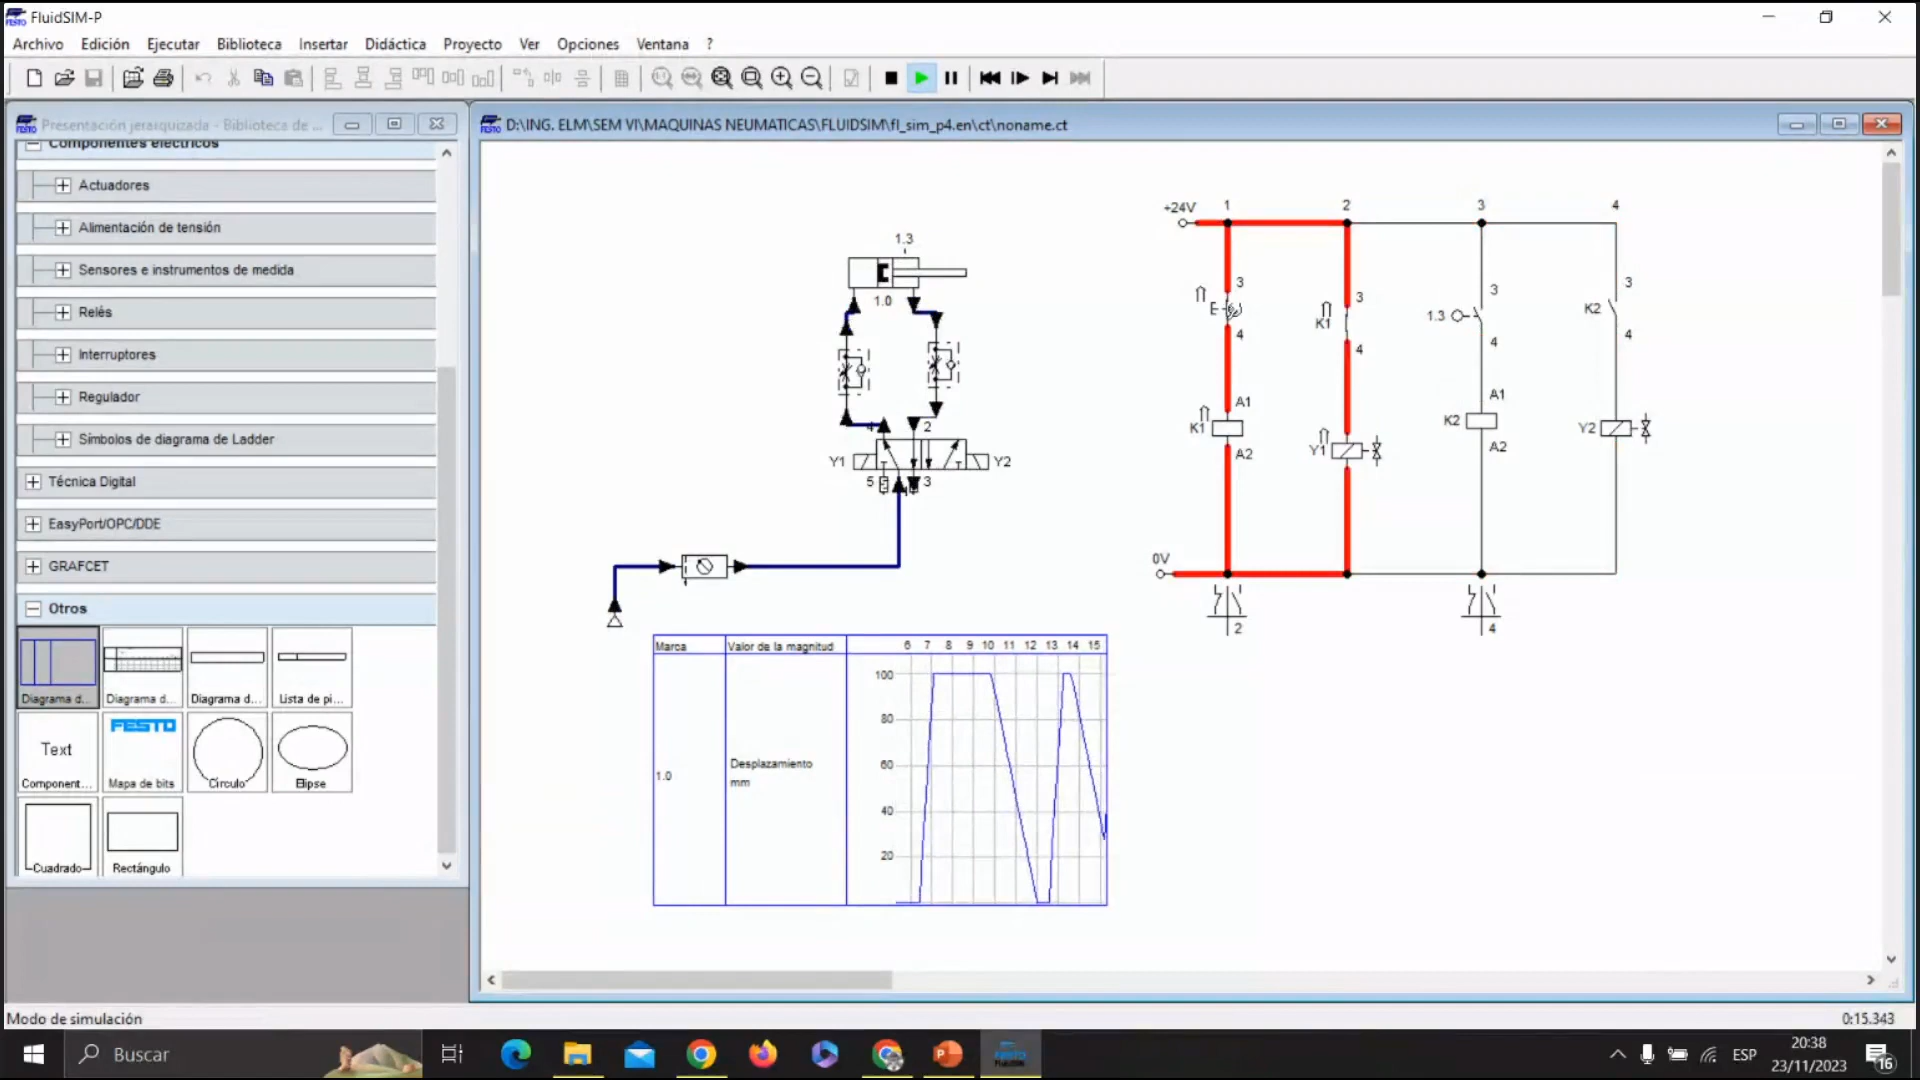 FluidSIM-P
Archivo Edición Ejecutar Biblioteca Insertar Didáctica Proyecto Ver Opciones Ventana ?
Presentación jerarquizada - Biblioteca de ...
D:\ING. ELM\SEM VI\MAQUINAS NEUMATICAS\FLUIDSIM\fl_sim_p4.en\ct\noname.ct
Componentes eléctricos
Actuadores
Alimentación de tensión
Sensores e instrumentos de medida
Relés
Interruptores
Regulador
Símbolos de diagrama de Ladder
Técnica Digital
EasyPort/OPC/DDE
GRAFCET
Otros
Diagrama d... Diagrama d... Diagrama d... Lista de pi...
Text
FESTO
Component... Mapa de bits Círculo Elipse
Cuadrado Rectángulo
1.3
1.0
4 2
Y1 Y2
5 3
+24V 1 2 3 4
3 3 3 3
E K1 1.3 K2
4 4 4 4
A1 A1
K1 Y1 K2 Y2
A2 A2
0V
2 4
Marca Valor de la magnitud 6 7 8 9 10 11 12 13 14 15
100
80
60
40
20
1.0
Desplazamiento
mm
Modo de simulación 0:15.343
Buscar
ESP
20:38
23/11/2023
16